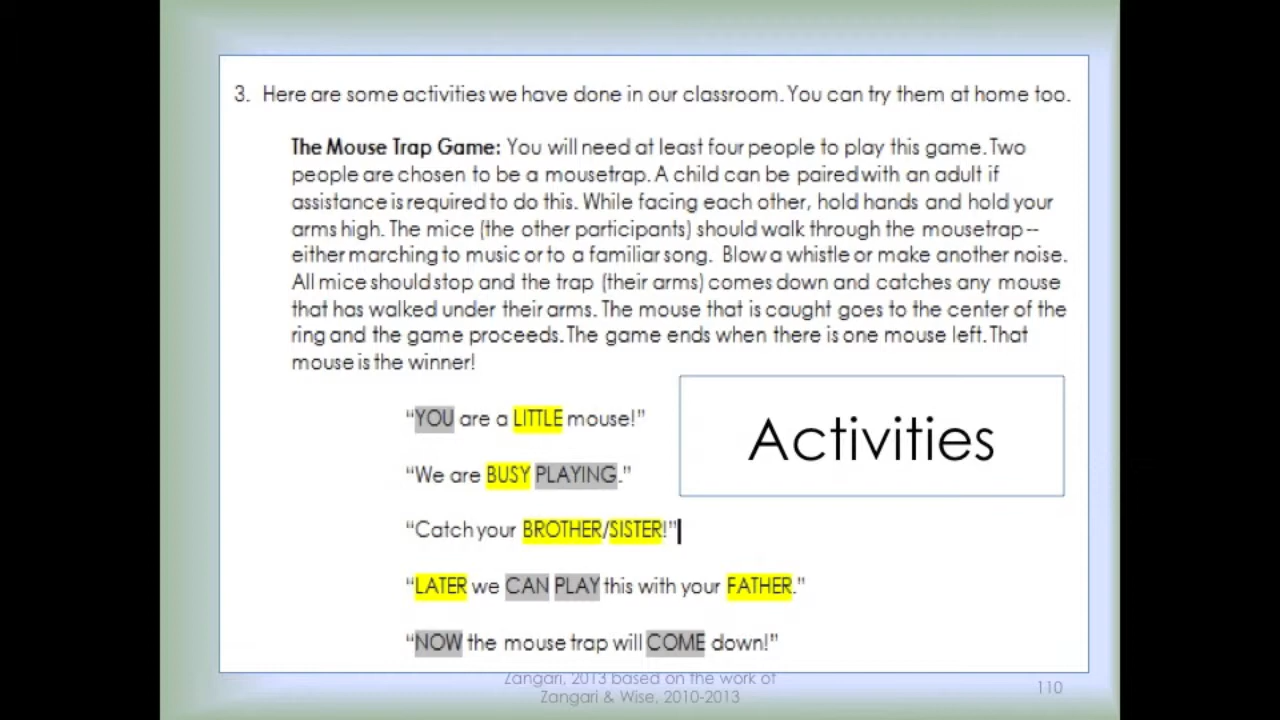 3. Here are some activities we have done in our classroom. You can try them at home too.
The Mouse Trap Game: You will need at least four people to play this game. Two
people are chosen to be a mousetrap. A child can be paired with an adult if
assistance is required to do this. While facing each other, hold hands and hold your
arms high. The mice (the other participants) should walk through the mousetrap --
either marching to music or to a familiar song. Blow a whistle or make another noise.
All mice should stop and the trap (their arms) comes down and catches any mouse
that has walked under their arms. The mouse that is caught goes to the center of the
ring and the game proceeds. The game ends when there is one mouse left. That
mouse is the winner!
“YOU are a LITTLE mouse!”
“We are BUSY PLAYING.”
Activities
“Catch your BROTHER/SISTER!”
“LATER we CAN PLAY this with your FATHER.”
“NOW the mouse trap will COME down!”
Zangari, 2013 based on the work of
Zangari & Wise, 2010-2013
110